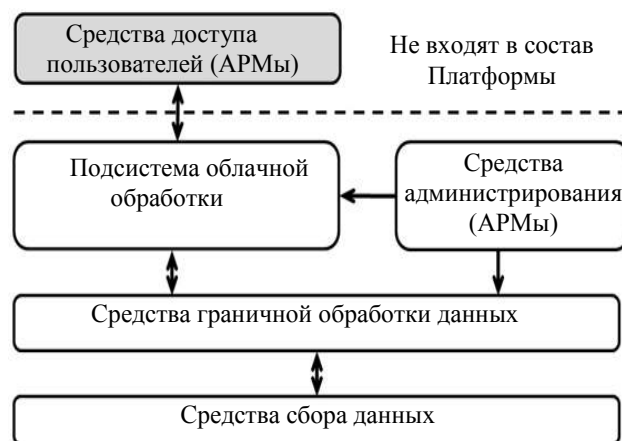 Средства доступа
пользователей (АРМы)
Не входят в состав
Платформы
Подсистема облачной
обработки
Средства
администрирования
(АРМы)
Средства граничной обработки данных
Средства сбора данных